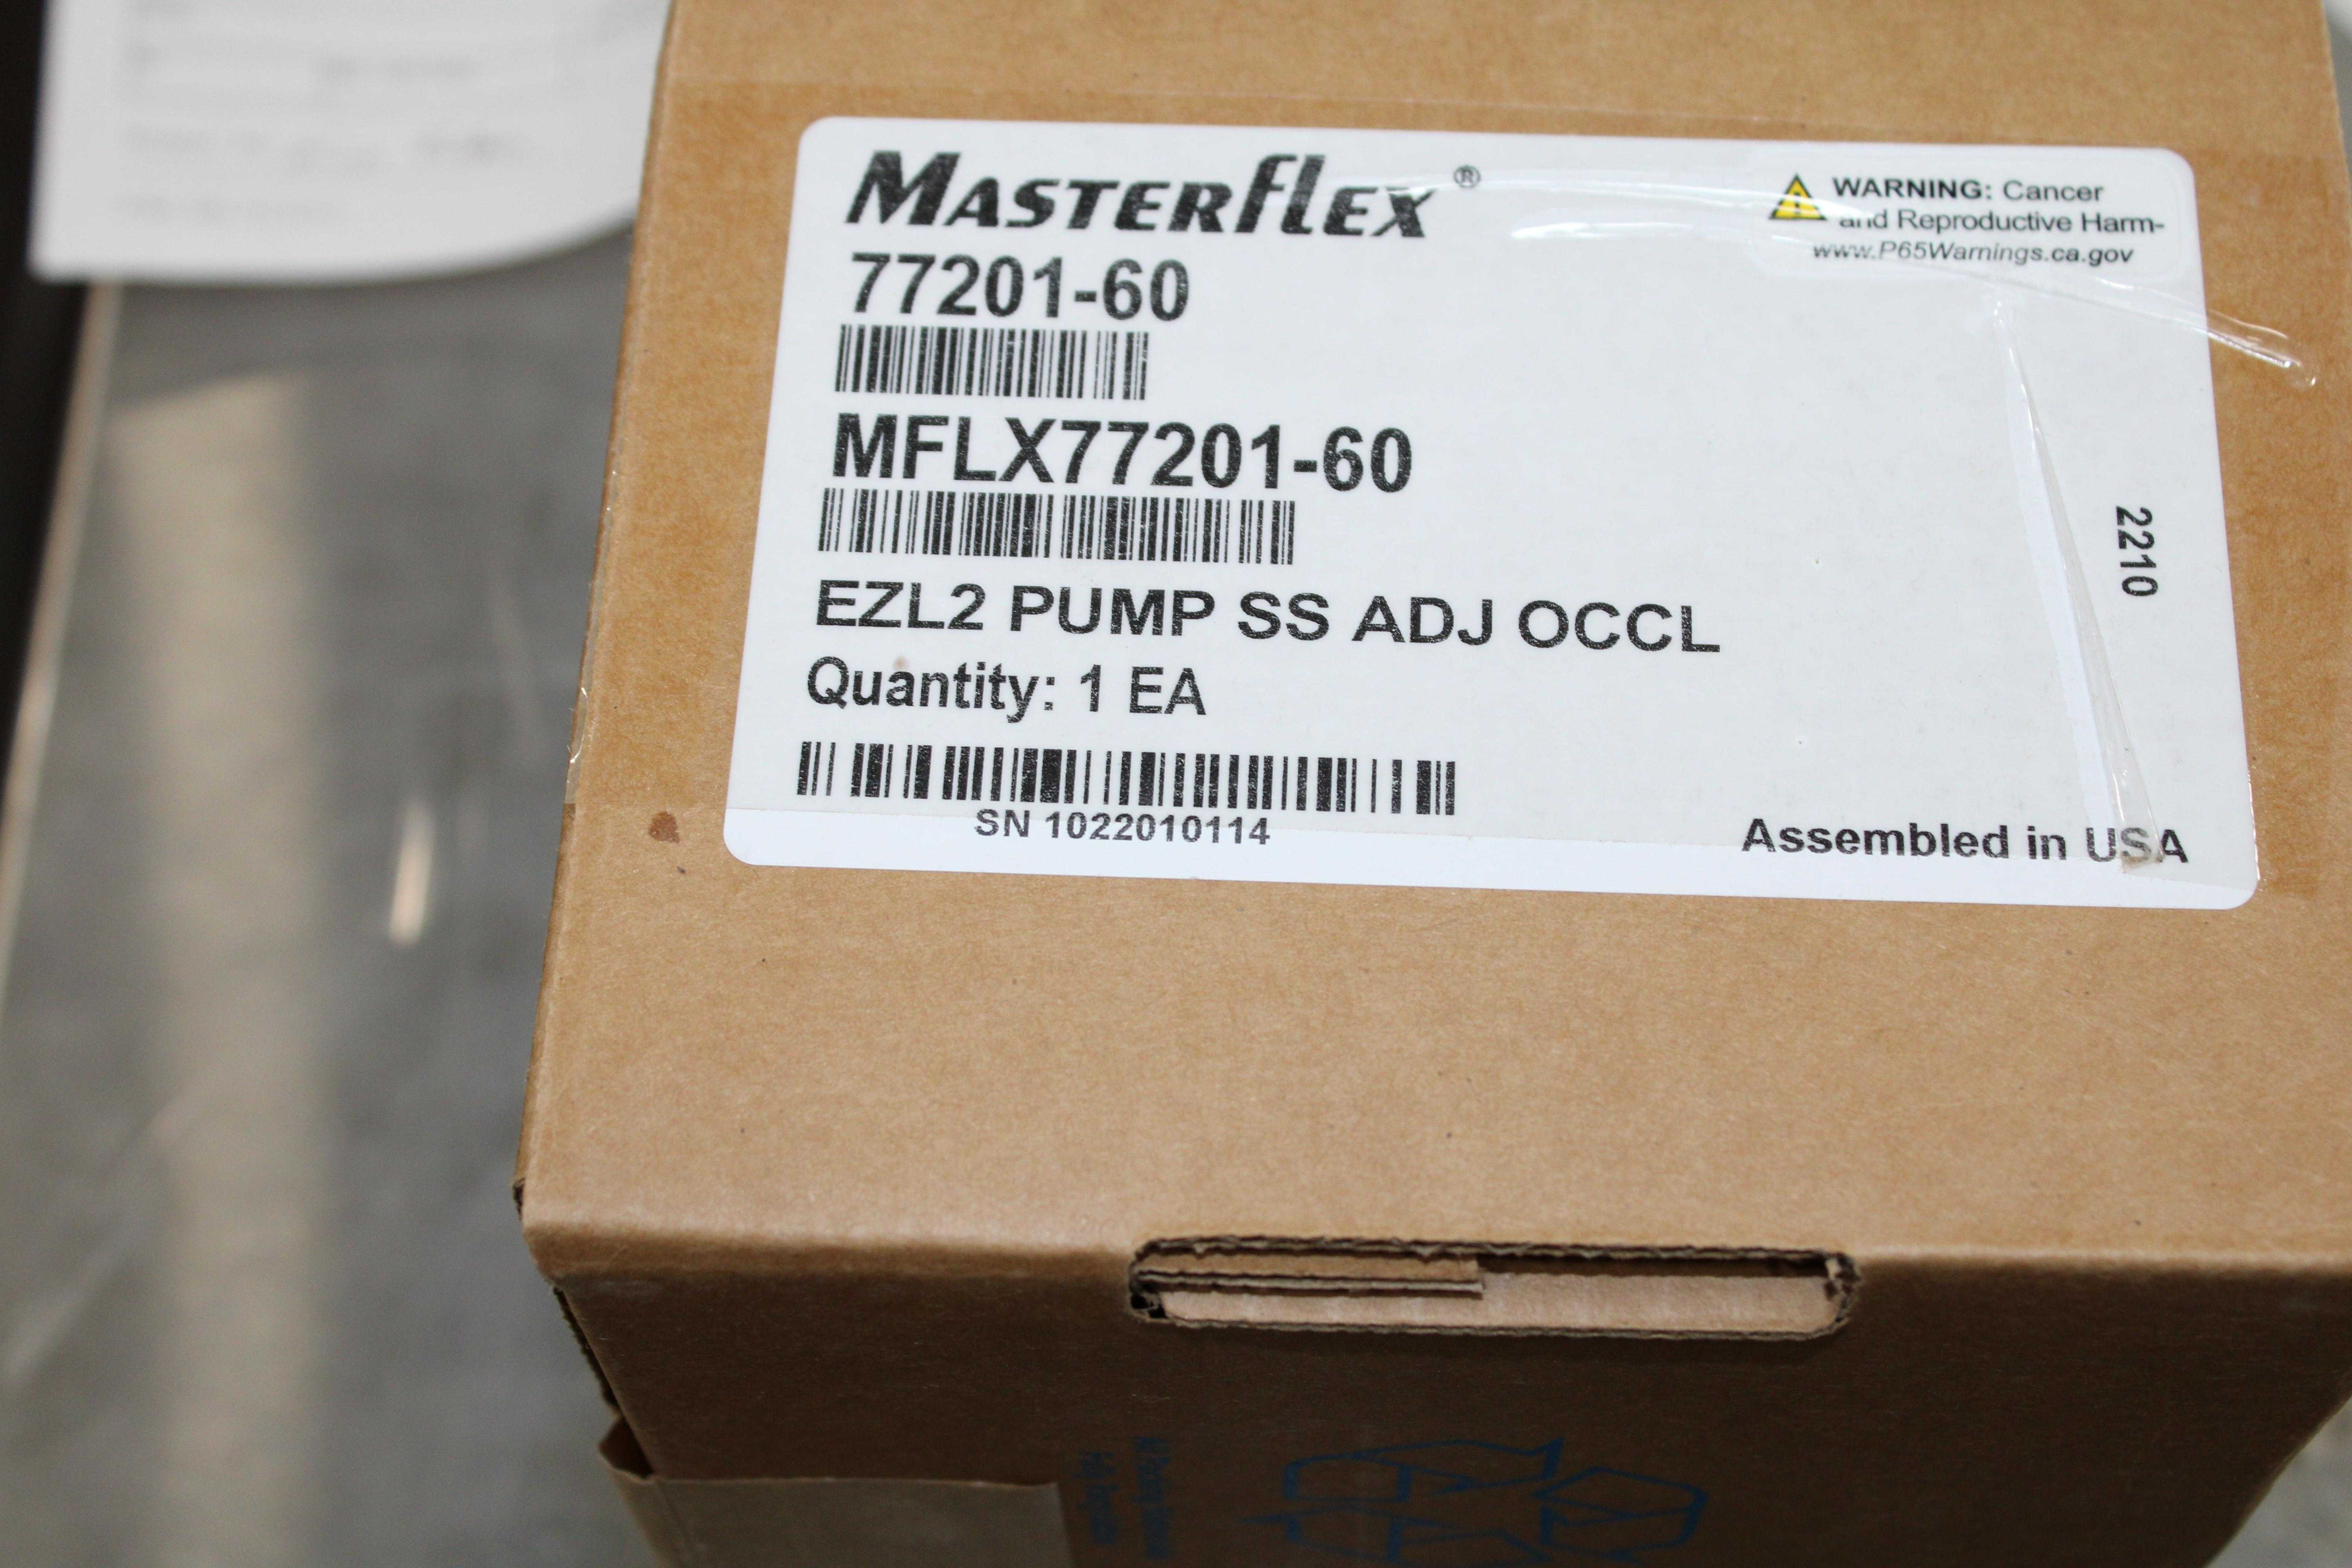 MASTERFLEX®
WARNING: Cancer
and Reproductive Harm-
www.P65Warnings.ca.gov
77201-60
MFLX77201-60
EZL2 PUMP SS ADJ OCCL
Quantity: 1 EA
2210
SN 1022010114
Assembled in USA